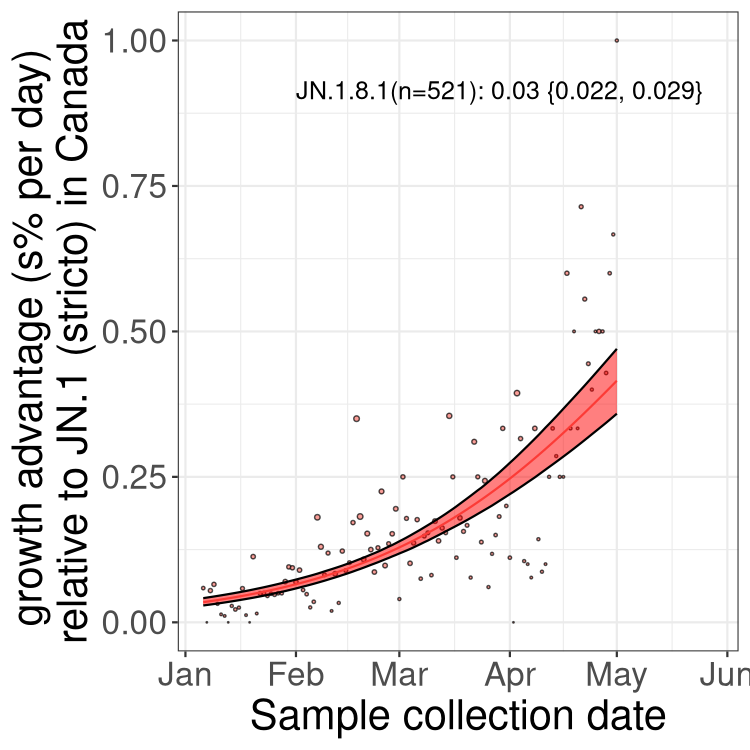 growth advantage (s% per day)
relative to JN.1 (stricto) in Canada
1.00
0.75
0.50
0.25
0.00
JN.1.8.1(n=521): 0.03 {0.022, 0.029}
Jan Feb Mar Apr May Jun
Sample collection date